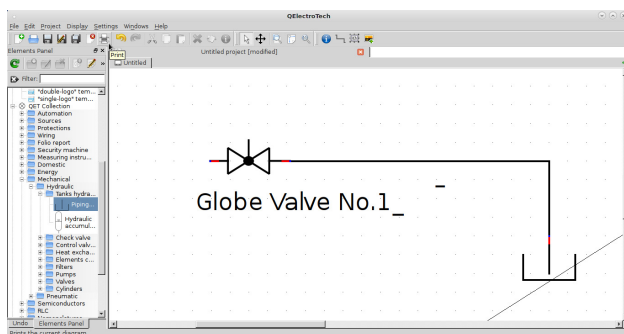 QElectroTech
File Edit Project Display Settings Windows Help
Print
Elements Panel
Untitled project [modified]
Untitled
Filter:
"double-logo" tem...
"single-logo" tem...
QET Collection
Automation
Sources
Protections
Wiring
Folio report
Security machine
Measuring instru...
Domestic
Energy
Mechanical
Hydraulic
Tanks hydra...
Piping...
Hydraulic
accumul...
Check valve
Control valv...
Heat excha...
Elements c...
Filters
Pumps
Valves
Cylinders
Pneumatic
Semiconductors
RLC
Globe Valve No.1_
Undo Elements Panel
Prints the current diagram